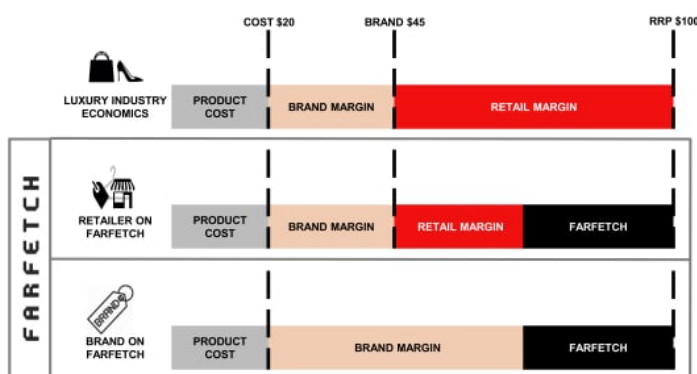 COST $20 BRAND $45 RRP $100
LUXURY INDUSTRY
ECONOMICS
PRODUCT
COST
BRAND MARGIN
RETAIL MARGIN
FARFETCH
RETAILER ON
FARFETCH
PRODUCT
COST
BRAND MARGIN
RETAIL MARGIN
FARFETCH
BRAND
BRAND ON
FARFETCH
PRODUCT
COST
BRAND MARGIN
FARFETCH